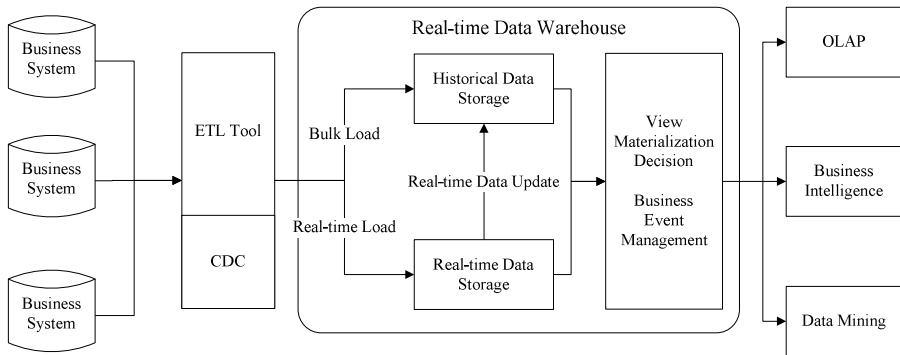 Real-time Data Warehouse
Business
System
Business
System
Business
System
ETL Tool
CDC
Bulk Load
Real-time Load
Historical Data
Storage
Real-time Data Update
Real-time Data
Storage
View
Materialization
Decision
Business
Event
Management
OLAP
Business
Intelligence
Data Mining